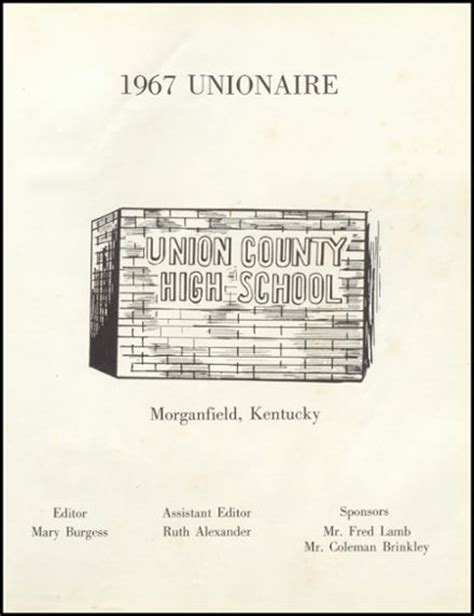 1967 UNIONAIRE
UNION COUNTY
HIGH SCHOOL
Morganfield, Kentucky
Editor
Mary Burgess
Assistant Editor
Ruth Alexander
Sponsors
Mr. Fred Lamb
Mr. Coleman Brinkley